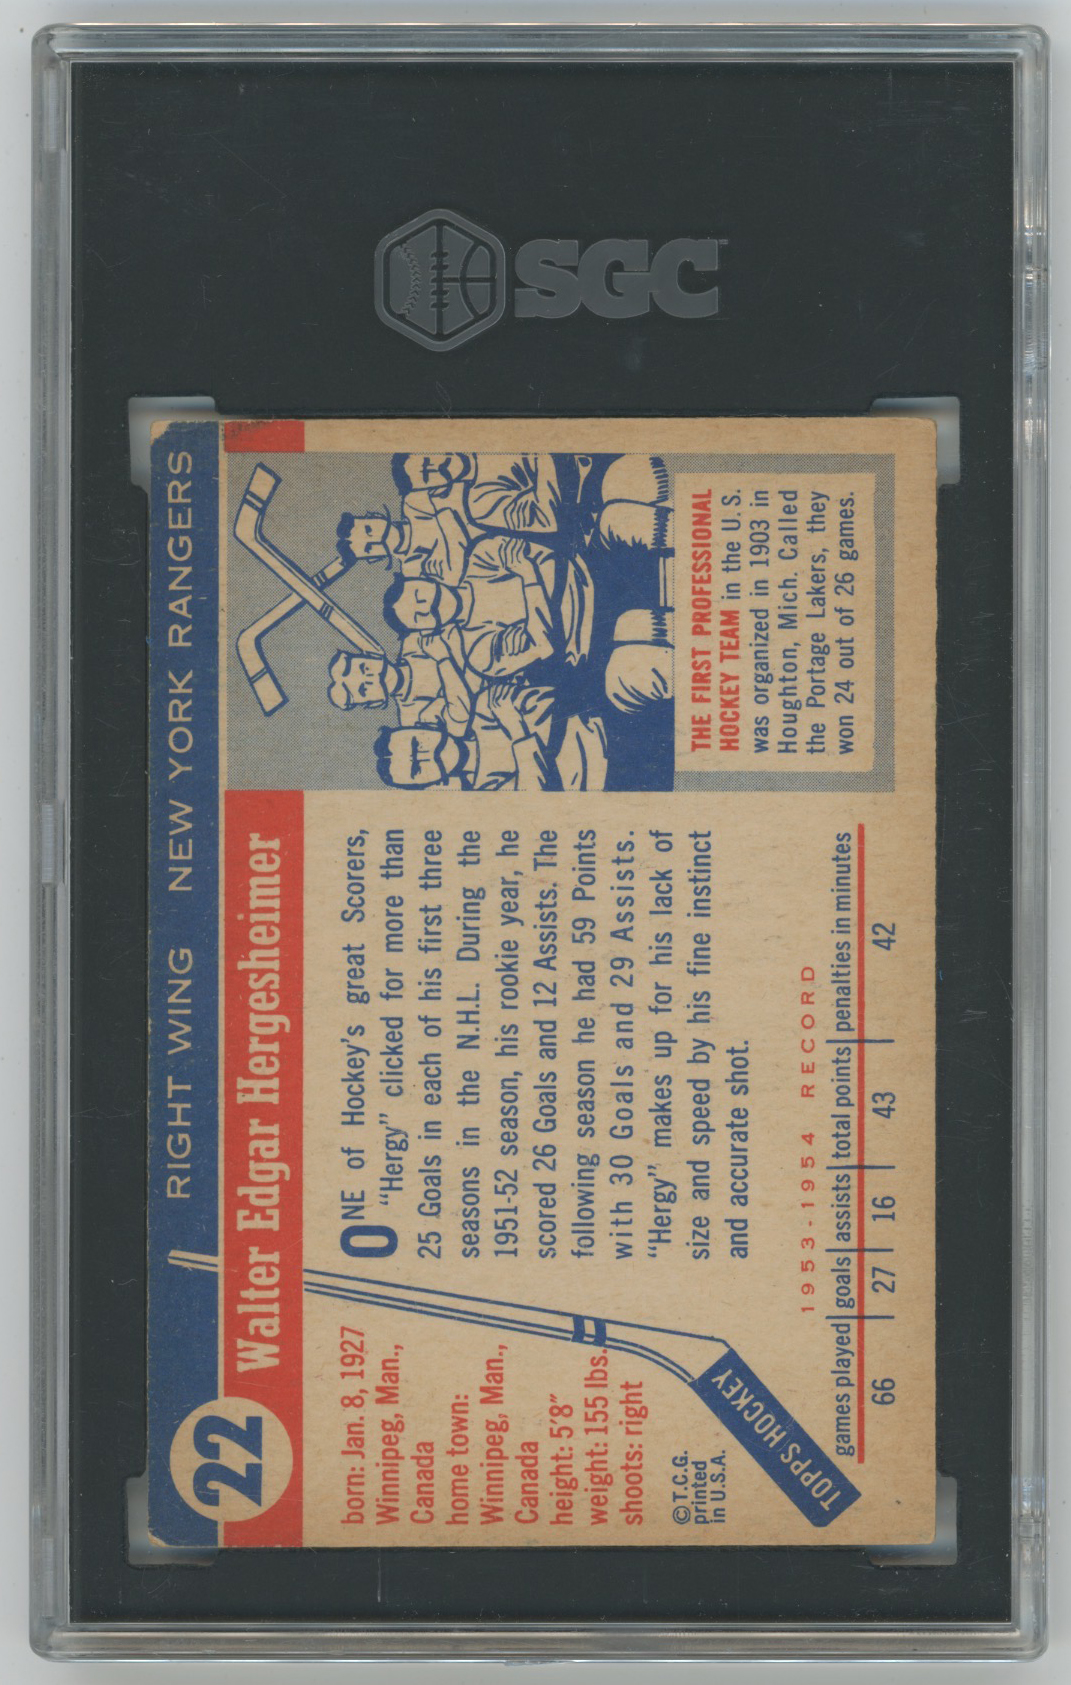 SGC
RIGHT WING NEW YORK RANGERS
22
Walter Edgar Hergesheimer
born: Jan. 8, 1927
Winnipeg, Man.,
Canada
home town:
Winnipeg, Man.,
Canada
height: 5'8"
weight: 155 lbs.
shoots: right
© T.C.G.
printed
in U.S.A.
TOPPS HOCKEY
ONE of Hockey's great Scorers,
"Hergy" clicked for more than
25 Goals in each of his first three
seasons in the N.H.L. During the
1951-52 season, his rookie year, he
scored 26 Goals and 12 Assists. The
following season he had 59 Points
with 30 Goals and 29 Assists.
"Hergy" makes up for his lack of
size and speed by his fine instinct
and accurate shot.
THE FIRST PROFESSIONAL
HOCKEY TEAM in the U.S.
was organized in 1903 in
Houghton, Mich. Called
the Portage Lakers, they
won 24 out of 26 games.
1953-1954 RECORD
games played goals assists total points penalties in minutes
66 27 16 43 42